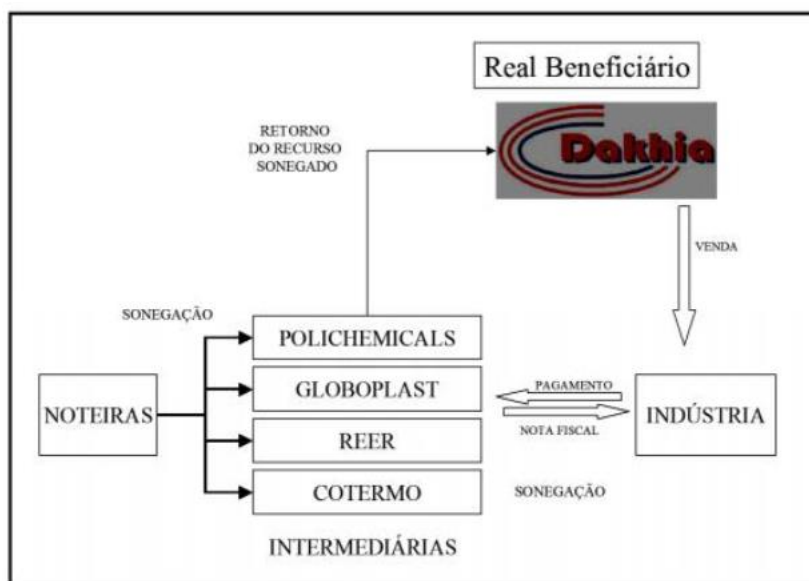 Real Beneficiário
RETORNO
DO RECURSO
SONEGADO
Dakhia
VENDA
SONEGAÇÃO
POLICHEMICALS
GLOBOPLAST
PAGAMENTO
NOTEIRAS
INDÚSTRIA
NOTA FISCAL
REER
COTERMO
SONEGAÇÃO
INTERMEDIÁRIAS